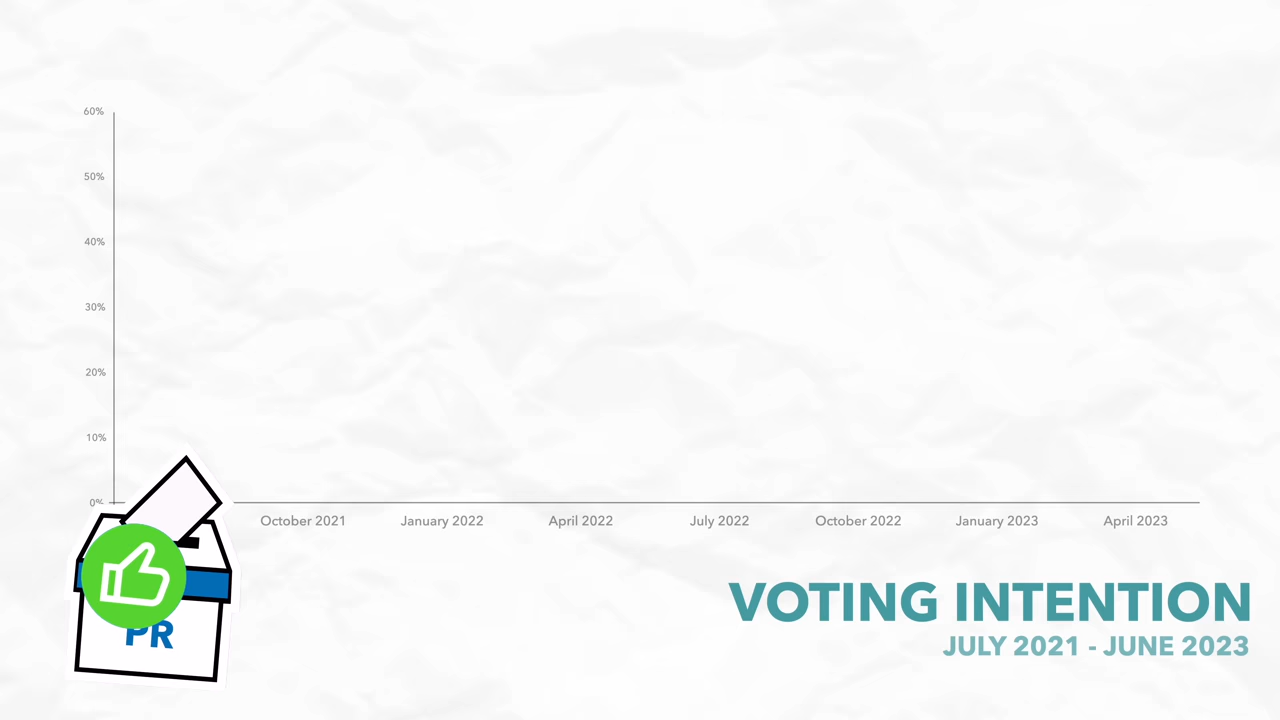 60%
50%
40%
30%
20%
10%
0%
October 2021 January 2022 April 2022 July 2022 October 2022 January 2023 April 2023
PR
VOTING INTENTION
JULY 2021 - JUNE 2023